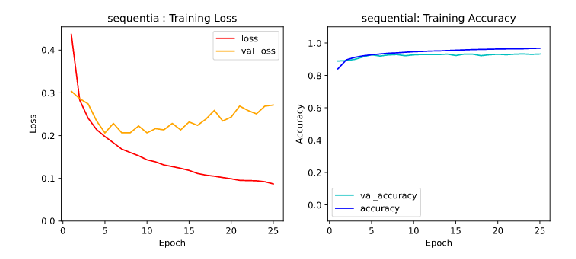 sequentia : Training Loss
sequential: Training Accuracy
loss
val_oss
0.4
0.3
0.2
0.1
0.0
Loss
0 5 10 15 20 25
Epoch
1.0
0.8
0.6
0.4
0.2
0.0
Accuracy
va_accuracy
accuracy
0 5 10 15 20 25
Epoch